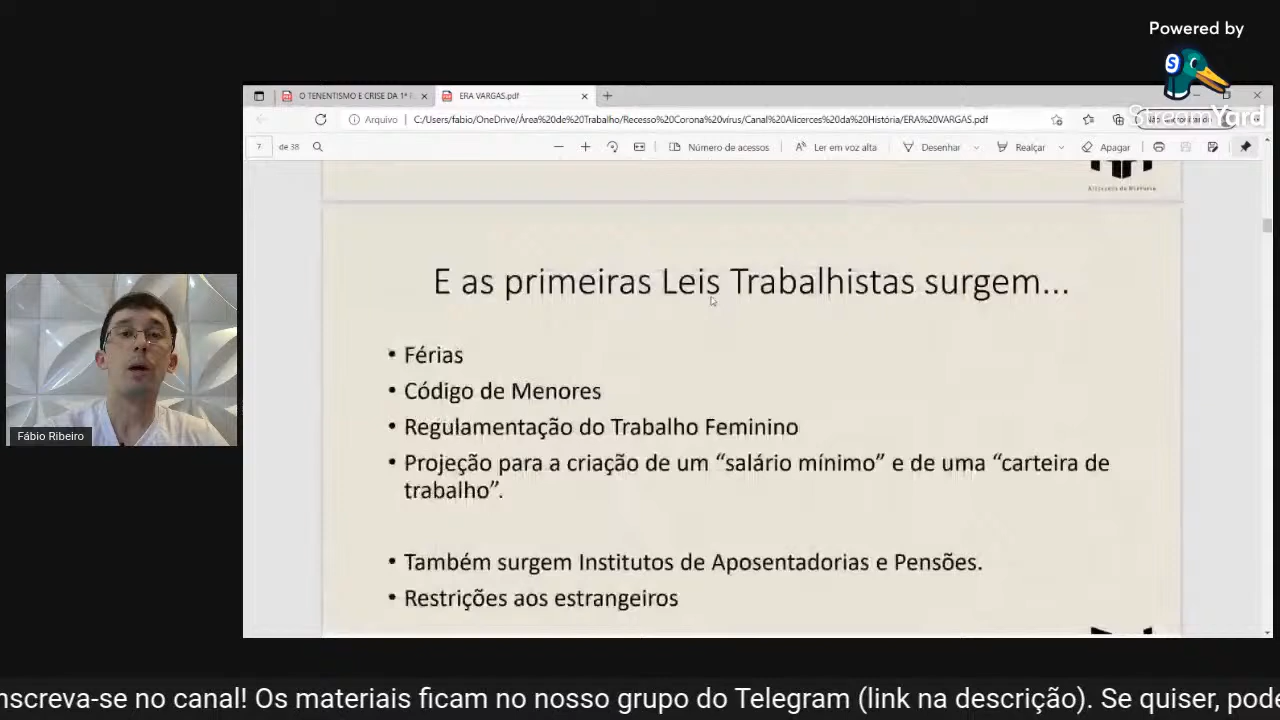 Powered by
S
StreamYard
O TENENTISMO E CRISE DA 1ª
ERA VARGAS.pdf
Arquivo
C:/Users/fabio/OneDrive/Área%20de%20Trabalho/Recesso%20Corona%20vírus/Canal%20Alicerces%20da%20História/ERA%20VARGAS.pdf
7 de 38
Número de acessos
Ler em voz alta
Desenhar
Realçar
Apagar
E as primeiras Leis Trabalhistas surgem...
• Férias
• Código de Menores
• Regulamentação do Trabalho Feminino
• Projeção para a criação de um “salário mínimo” e de uma “carteira de
trabalho”.
• Também surgem Institutos de Aposentadorias e Pensões.
• Restrições aos estrangeiros
Fábio Ribeiro
nscreva-se no canal! Os materiais ficam no nosso grupo do Telegram (link na descrição). Se quiser, pode